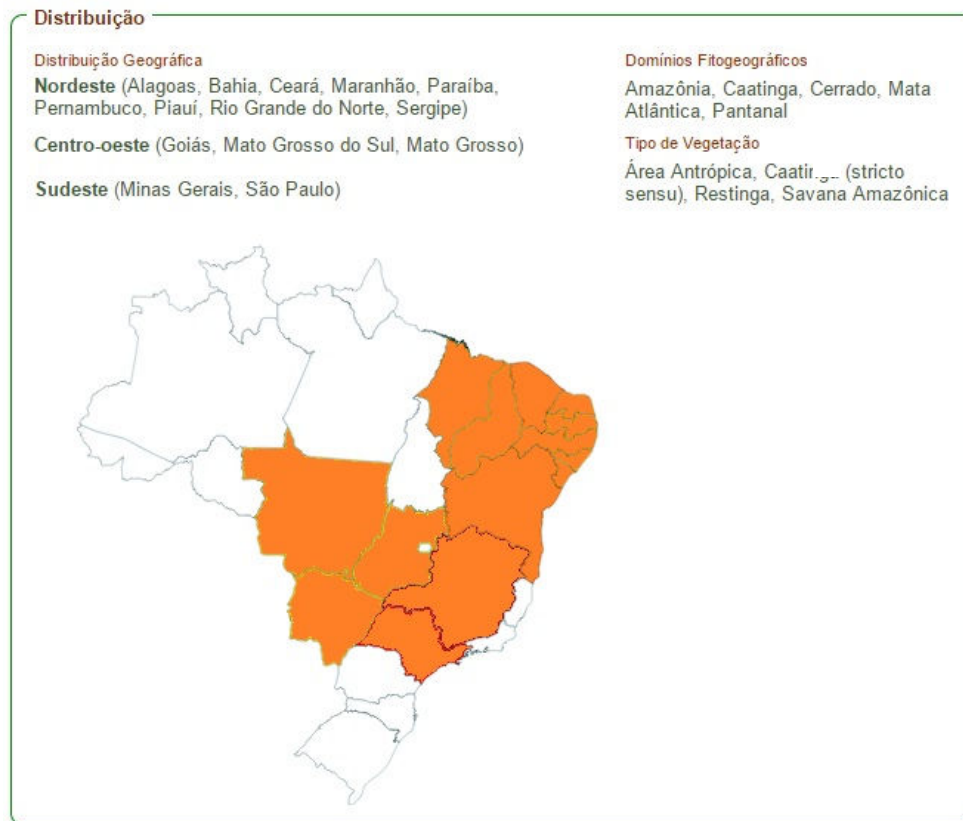 Distribuição
Distribuição Geográfica
Nordeste (Alagoas, Bahia, Ceará, Maranhão, Paraíba,
Pernambuco, Piauí, Rio Grande do Norte, Sergipe)
Centro-oeste (Goiás, Mato Grosso do Sul, Mato Grosso)
Sudeste (Minas Gerais, São Paulo)
Domínios Fitogeográficos
Amazônia, Caatinga, Cerrado, Mata
Atlântica, Pantanal
Tipo de Vegetação
Área Antrópica, (stricto
sensu), Restinga, Savana Amazônica